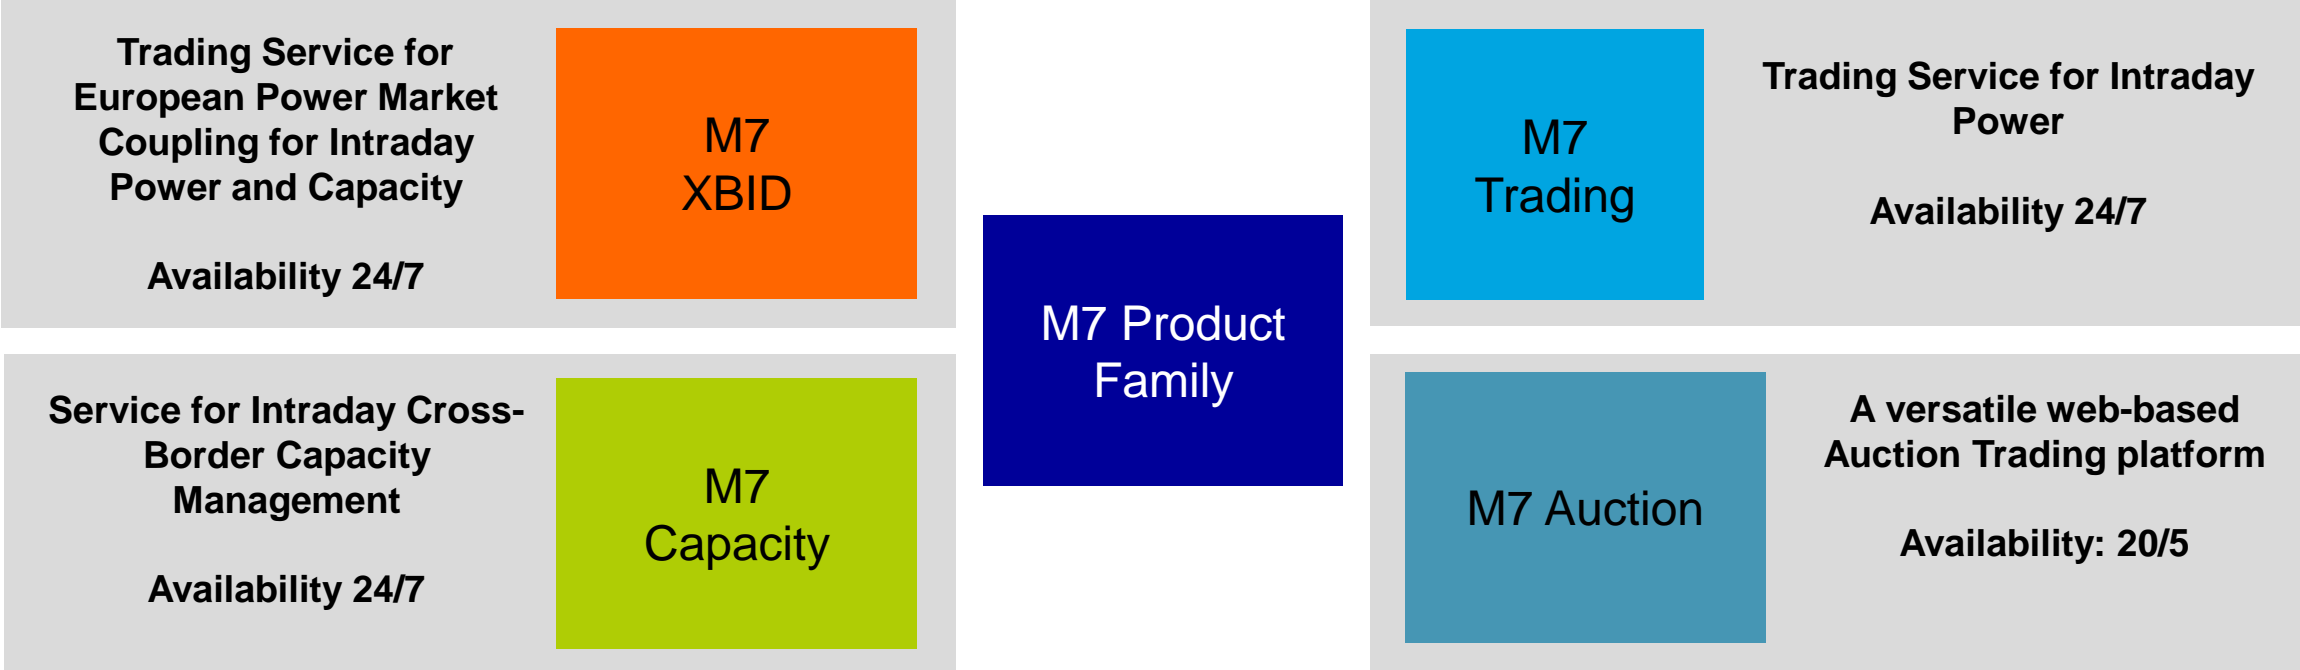 Trading Service for
European Power Market
Coupling for Intraday
Power and Capacity
Availability 24/7
M7
XBID
M7
Trading
Trading Service for Intraday
Power
Availability 24/7
M7 Product
Family
Service for Intraday Cross-
Border Capacity
Management
Availability 24/7
M7
Capacity
M7 Auction
A versatile web-based
Auction Trading platform
Availability: 20/5